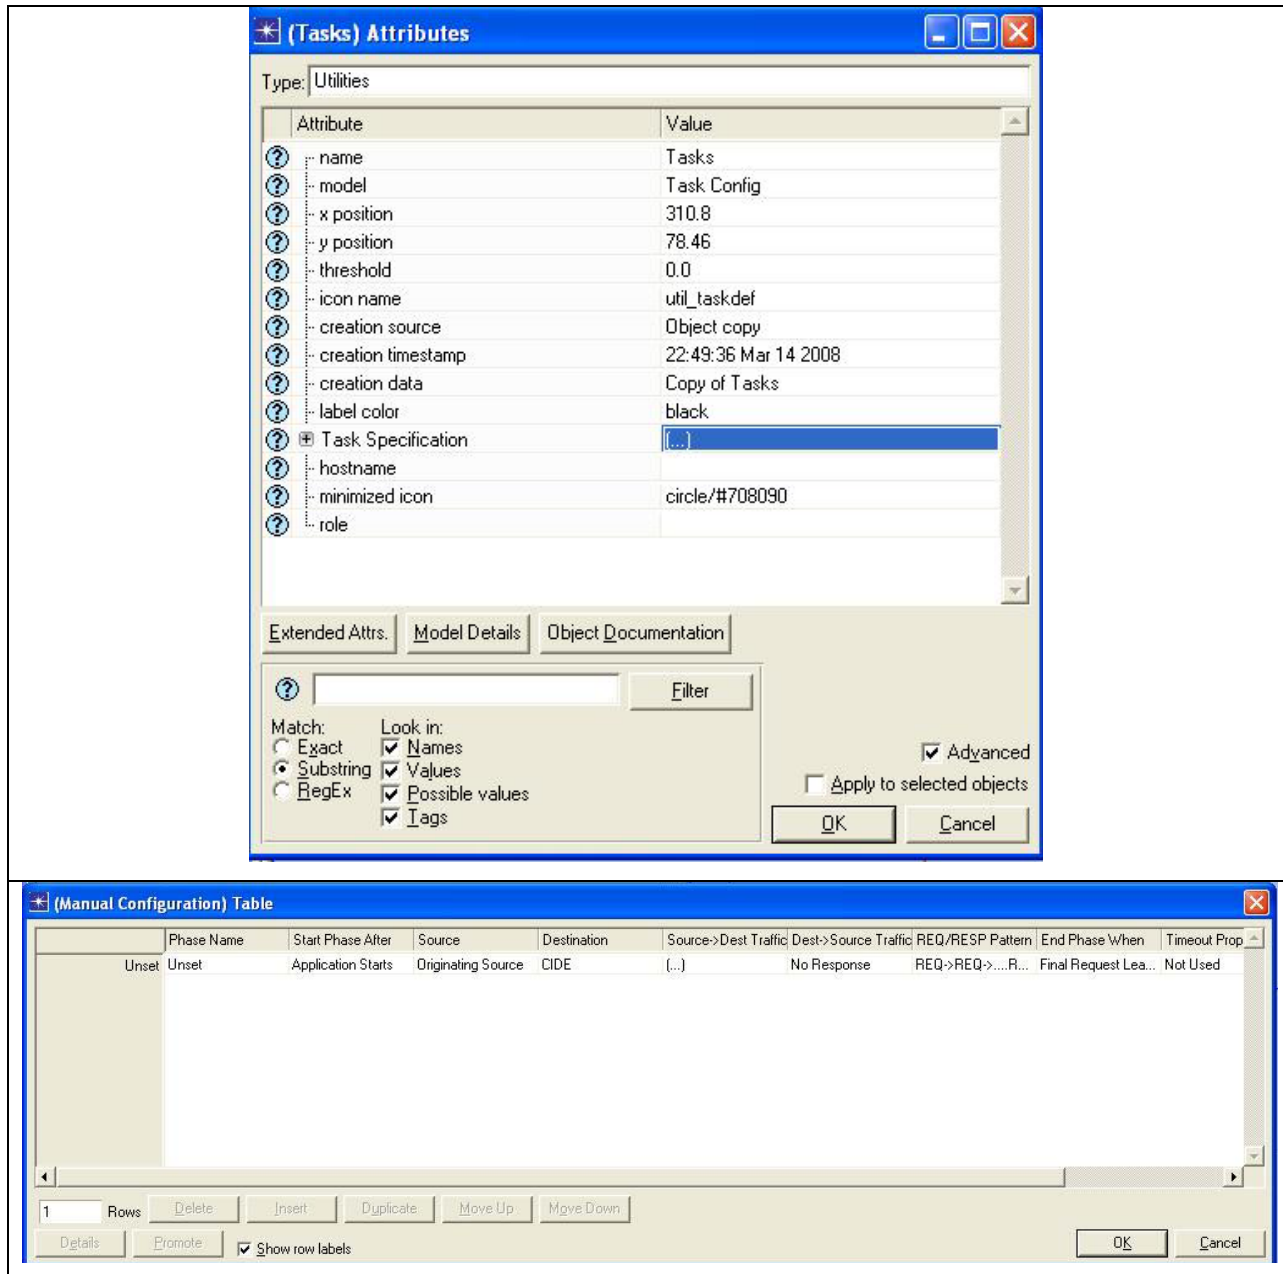 (Tasks) Attributes
Type: Utilities
Attribute Value
name Tasks
model Task Config
x position 310.8
y position 78.46
threshold 0.0
icon name util_taskdef
creation source Object copy
creation timestamp 22:49:36 Mar 14 2008
creation data Copy of Tasks
label color black
Task Specification (...)
hostname
minimized icon circle/#708090
role
Extended Attrs. Model Details Object Documentation
Filter
Match: Look in:
Exact Names
Substring Values
RegEx Possible values
Tags
Advanced
Apply to selected objects
OK Cancel
(Manual Configuration) Table
Phase Name Start Phase After Source Destination Source->Dest Traffic Dest->Source Traffic REQ/RESP Pattern End Phase When Timeout Prop
Unset Unset Application Starts Originating Source CIDE (...) No Response REQ->REQ->....R... Final Request Lea... Not Used
1 Rows Delete Insert Duplicate Move Up Move Down
Details Promote Show row labels OK Cancel